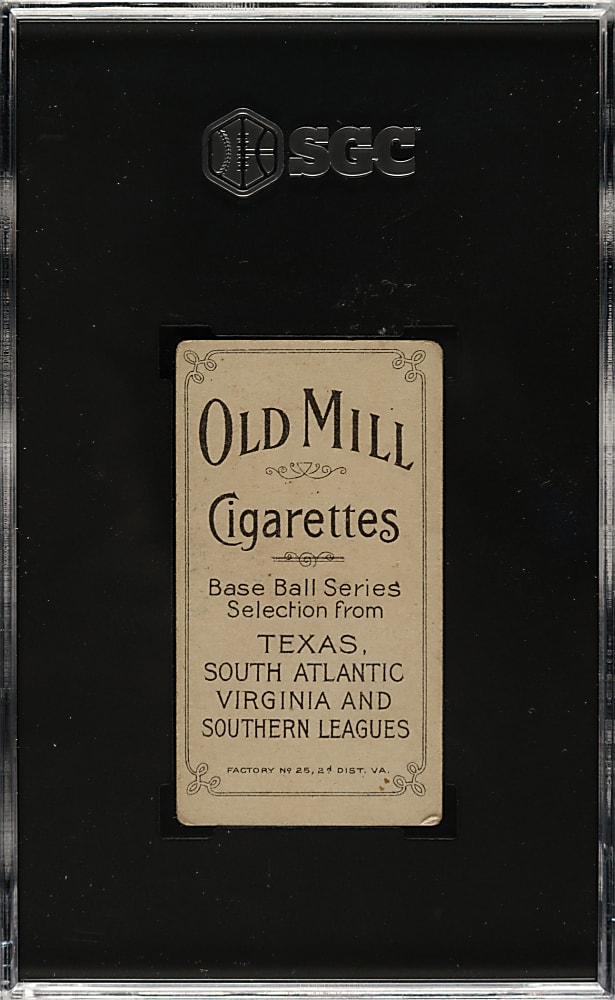 SGC
OLD MILL
Cigarettes
Base Ball Series
Selection from
TEXAS,
SOUTH ATLANTIC
VIRGINIA AND
SOUTHERN LEAGUES
FACTORY Nº 25, 2d DIST. VA.